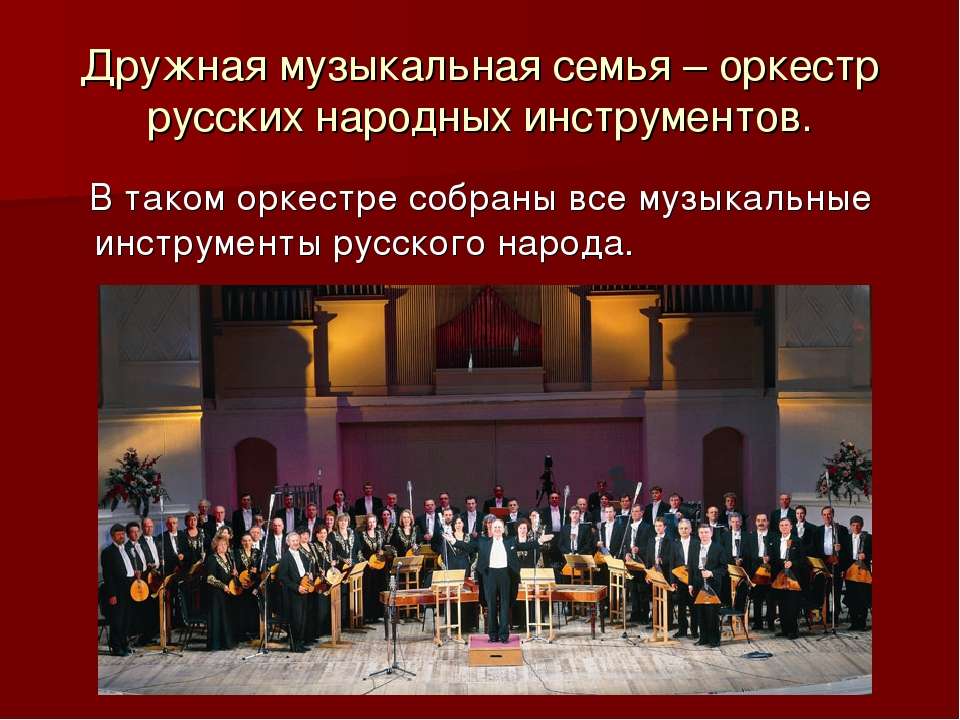 Дружная музыкальная семья – оркестр
русских народных инструментов.
В таком оркестре собраны все музыкальные
инструменты русского народа.